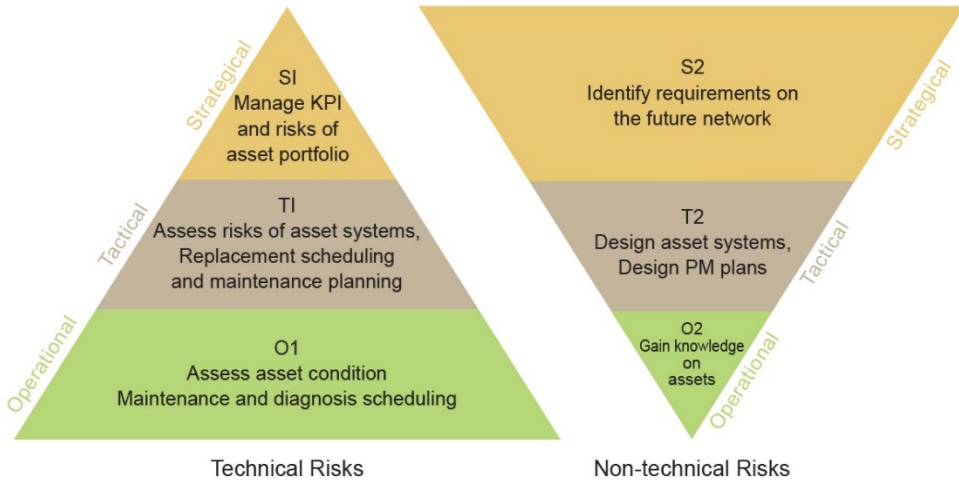 Strategical
SI
Manage KPI
and risks of
asset portfolio
Tactical
TI
Assess risks of asset systems,
Replacement scheduling
and maintenance planning
Operational
O1
Assess asset condition
Maintenance and diagnosis scheduling
Technical Risks
S2
Identify requirements on
the future network
Strategical
T2
Design asset systems,
Design PM plans
Tactical
O2
Gain knowledge
on
assets
Operational
Non-technical Risks